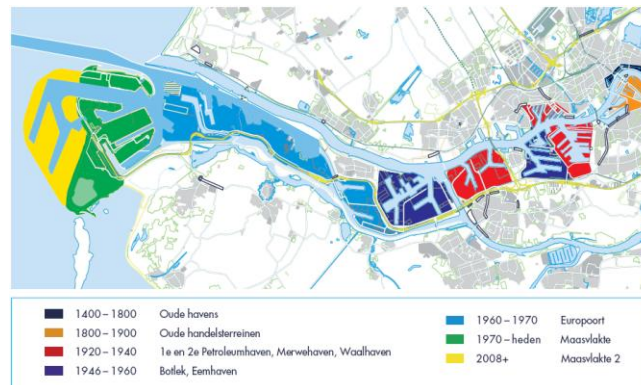 1400 – 1800 Oude havens
1800 – 1900 Oude handelsterreinen
1920 – 1940 1e en 2e Petroleumhaven, Merwehaven, Waalhaven
1946 – 1960 Botlek, Eemhaven
1960 – 1970 Europoort
1970 – heden Maasvlakte
2008+ Maasvlakte 2